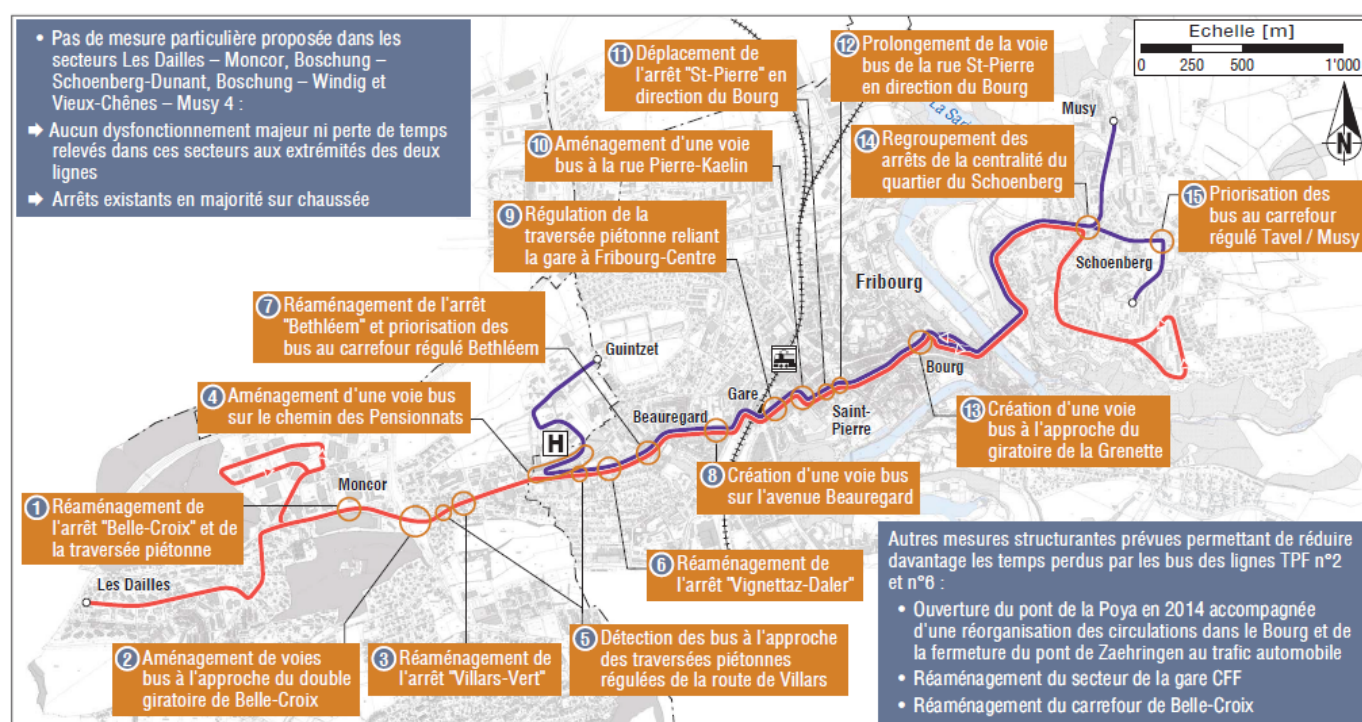 • Pas de mesure particulière proposée dans les
secteurs Les Dailles – Moncor, Boschung –
Schoenberg-Dunant, Boschung – Windig et
Vieux-Chênes – Musy 4 :
➡ Aucun dysfonctionnement majeur ni perte de temps
relevés dans ces secteurs aux extrémités des deux
lignes
➡ Arrêts existants en majorité sur chaussée
11 Déplacement de
l'arrêt "St-Pierre" en
direction du Bourg
12 Prolongement de la voie
bus de la rue St-Pierre
en direction du Bourg
Echelle [m]
0 250 500 1'000
N
La Sari
Musy
10 Aménagement d'une voie
bus à la rue Pierre-Kaelin
14 Regroupement des
arrêts de la centralité du
quartier du Schoenberg
15 Priorisation des
bus au carrefour
régulé Tavel / Musy
9 Régulation de la
traversée piétonne reliant
la gare à Fribourg-Centre
Schoenberg
Fribourg
7 Réaménagement de l'arrêt
"Bethléem" et priorisation des
bus au carrefour régulé Bethléem
Guintzet
4 Aménagement d'une voie bus
sur le chemin des Pensionnats
H
Beauregard
Gare
Saint-
Pierre
Bourg
13 Création d'une voie
bus à l'approche du
giratoire de la Grenette
8 Création d'une voie bus
sur l'avenue Beauregard
Moncor
1 Réaménagement de
l'arrêt "Belle-Croix" et de
la traversée piétonne
Les Dailles
6 Réaménagement de
l'arrêt "Vignettaz-Daler"
2 Aménagement de voies
bus à l'approche du double
giratoire de Belle-Croix
3 Réaménagement de
l'arrêt "Villars-Vert"
5 Détection des bus à l'approche
des traversées piétonnes
régulées de la route de Villars
Autres mesures structurantes prévues permettant de réduire
davantage les temps perdus par les bus des lignes TPF n°2
et n°6 :
• Ouverture du pont de la Poya en 2014 accompagnée
d'une réorganisation des circulations dans le Bourg et de
la fermeture du pont de Zaehringen au trafic automobile
• Réaménagement du secteur de la gare CFF
• Réaménagement du carrefour de Belle-Croix